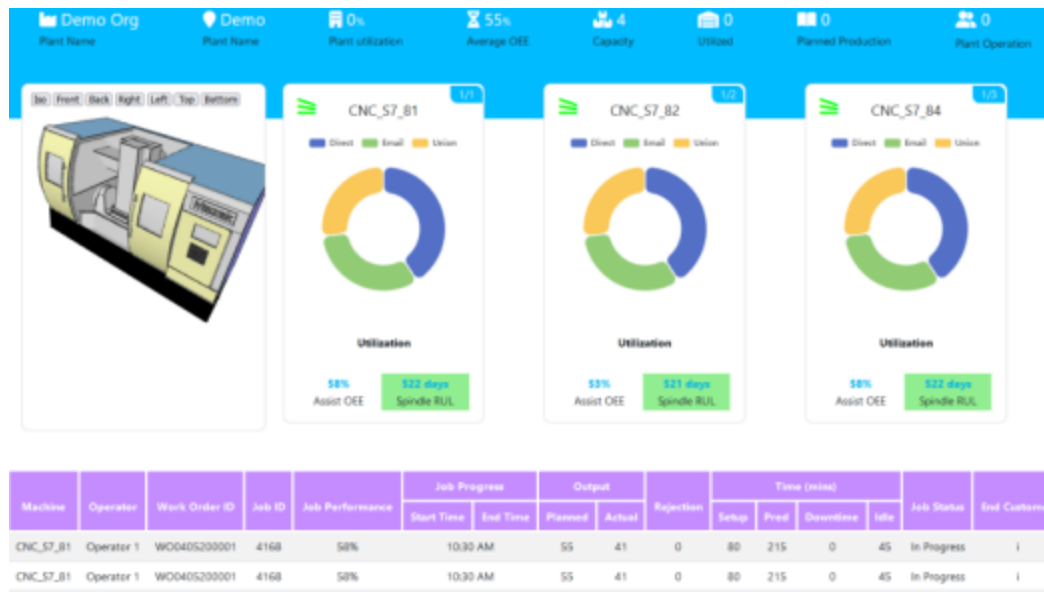 Demo Org Demo 0% 55% 4 0 0 0
Plant Name Plant Name Plant utilization Average OEE Capacity Utilized Planned Production Plant Operation
Iso Front Back Right Left Top Bottom
1/1
CNC_S7_81
Direct Email Union
Utilization
58% 522 days
Assist OEE Spindle RUL
1/2
CNC_S7_82
Direct Email Union
Utilization
53% 521 days
Assist OEE Spindle RUL
CNC_S7_84
Direct Email Union
Utilization
58% 522 days
Assist OEE Spindle RUL
Job Progress Output Time (mins)
Machine Operator Work Order ID Job ID Job Performance Rejection Job Status End Custome
Start Time End Time Planned Actual Setup Pred Downtime Idle
CNC_S7_81 Operator 1 WO0405200001 4168 58% 10:30 AM 55 41 0 80 215 0 45 In Progress i
CNC_S7_81 Operator 1 WO0405200001 4168 58% 10:30 AM 55 41 0 80 215 0 45 In Progress i